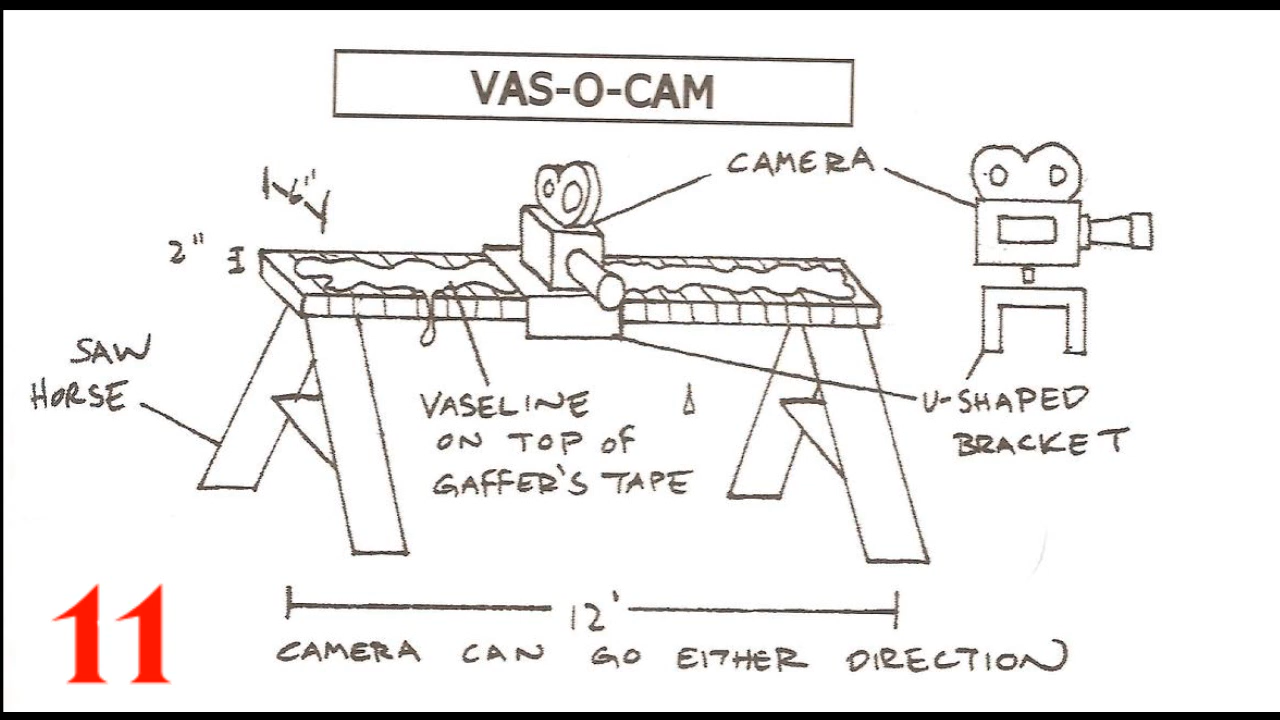 VAS-O-CAM
CAMERA
6"
2"
SAW
HORSE
VASELINE
ON TOP OF
GAFFER'S TAPE
U-SHAPED
BRACKET
12'
CAMERA CAN GO EITHER DIRECTION
11